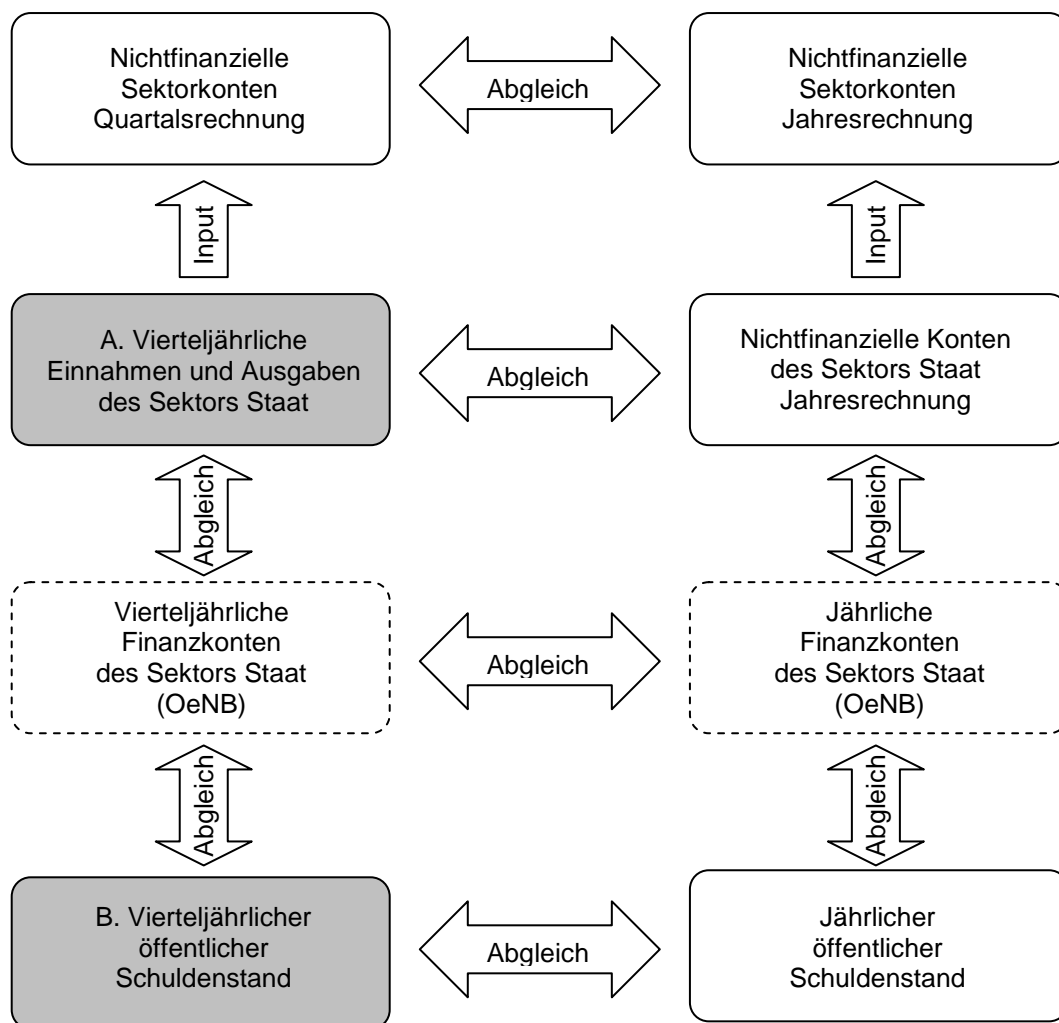 Nichtfinanzielle
Sektorkonten
Quartalsrechnung
Abgleich
Nichtfinanzielle
Sektorkonten
Jahresrechnung
Input
Input
A. Vierteljährliche
Einnahmen und Ausgaben
des Sektors Staat
Abgleich
Nichtfinanzielle Konten
des Sektors Staat
Jahresrechnung
Abgleich
Abgleich
Vierteljährliche
Finanzkonten
des Sektors Staat
(OeNB)
Abgleich
Jährliche
Finanzkonten
des Sektors Staat
(OeNB)
Abgleich
Abgleich
B. Vierteljährlicher
öffentlicher
Schuldenstand
Abgleich
Jährlicher
öffentlicher
Schuldenstand